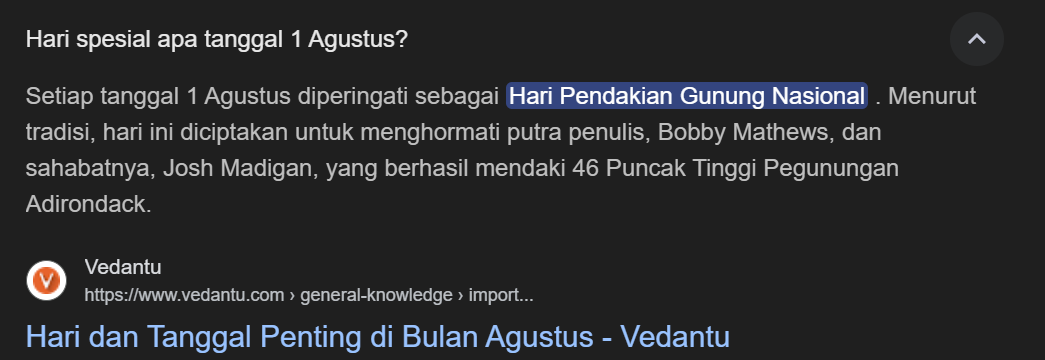 Hari spesial apa tanggal 1 Agustus?
Setiap tanggal 1 Agustus diperingati sebagai Hari Pendakian Gunung Nasional . Menurut
tradisi, hari ini diciptakan untuk menghormati putra penulis, Bobby Mathews, dan
sahabatnya, Josh Madigan, yang berhasil mendaki 46 Puncak Tinggi Pegunungan
Adirondack.
Vedantu
https://www.vedantu.com › general-knowledge › import...
Hari dan Tanggal Penting di Bulan Agustus - Vedantu